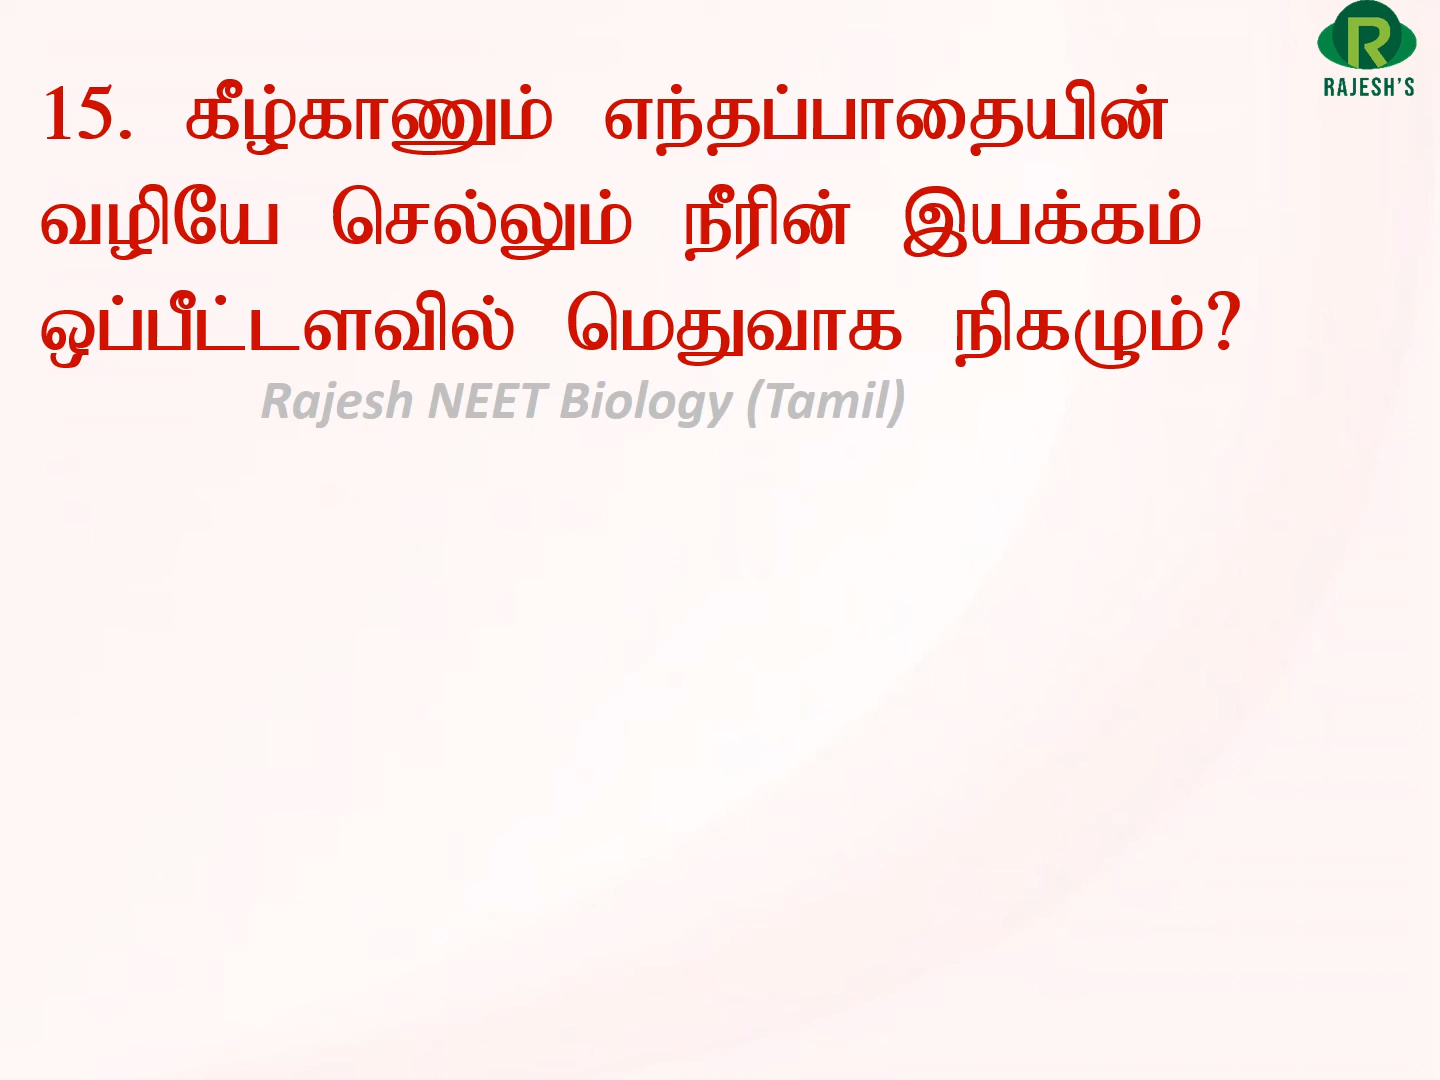 RAJESH'S
15. கீழ்காணும் எந்தப்பாதையின்
வழியே செல்லும் நீரின் இயக்கம்
ஒப்பீட்டளவில் மெதுவாக நிகழும்?
Rajesh NEET Biology (Tamil)